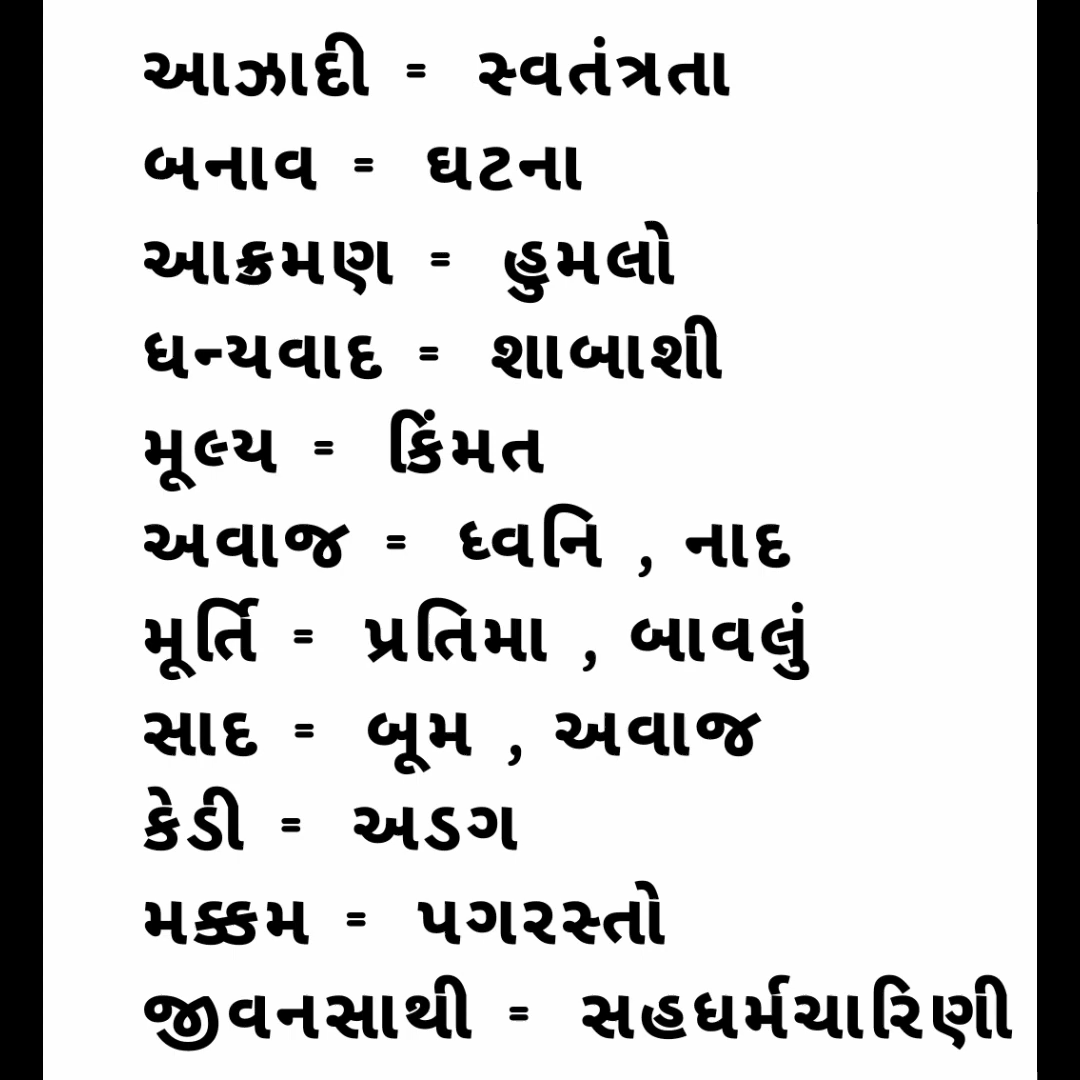 આઝાદી = સ્વતંત્રતા
બનાવ = ઘટના
આક્રમણ = હુમલો
ધન્યવાદ = શાબાશી
મૂલ્ય = કિંમત
અવાજ = ધ્વનિ , નાદ
મૂર્તિ = પ્રતિમા , બાવલું
સાદ = બૂમ , અવાજ
કેડી = અડગ
મક્કમ = પગરસ્તો
જીવનસાથી = સહધર્મચારિણી